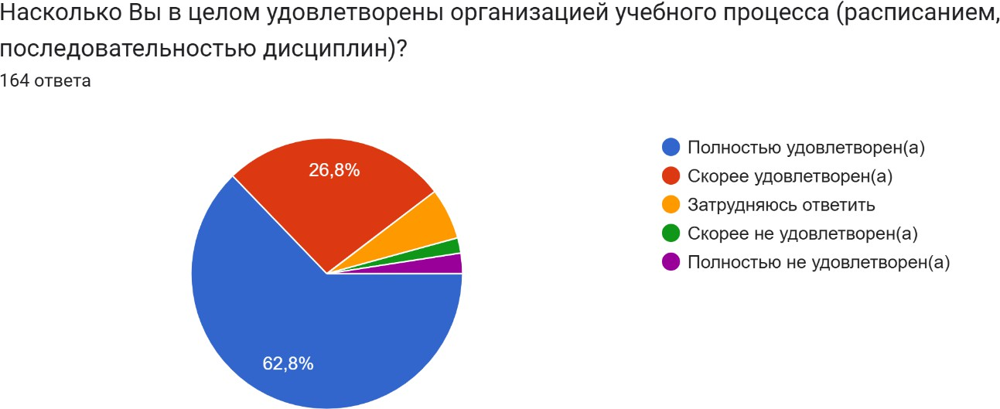 Насколько Вы в целом удовлетворены организацией учебного процесса (расписанием,
последовательностью дисциплин)?
164 ответа
26,8%
62,8%
Полностью удовлетворен(а)
Скорее удовлетворен(а)
Затрудняюсь ответить
Скорее не удовлетворен(а)
Полностью не удовлетворен(а)